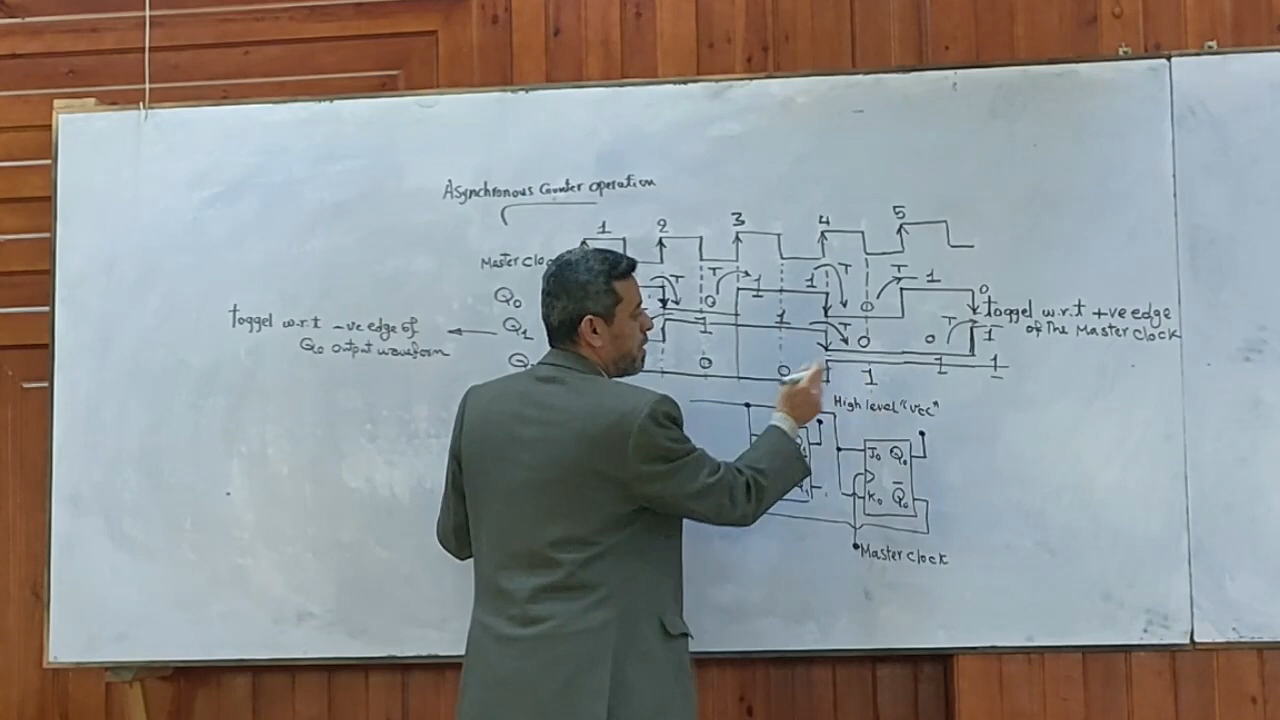 Asynchronous Counter operation
1 2 3 4 5
Master Clo
T T 1 1 T T 1 0
Q₀ 0 0
toggel w.r.t +ve edge
of the Master Clock
toggel w.r.t -ve edge of
Q₀ output waveform
Q₁ 1 1 T 0 0 T 1
Q 0 0 1 1 1
High level "Vcc"
J₀ Q₀
K₀ Q̅₀
Master clock